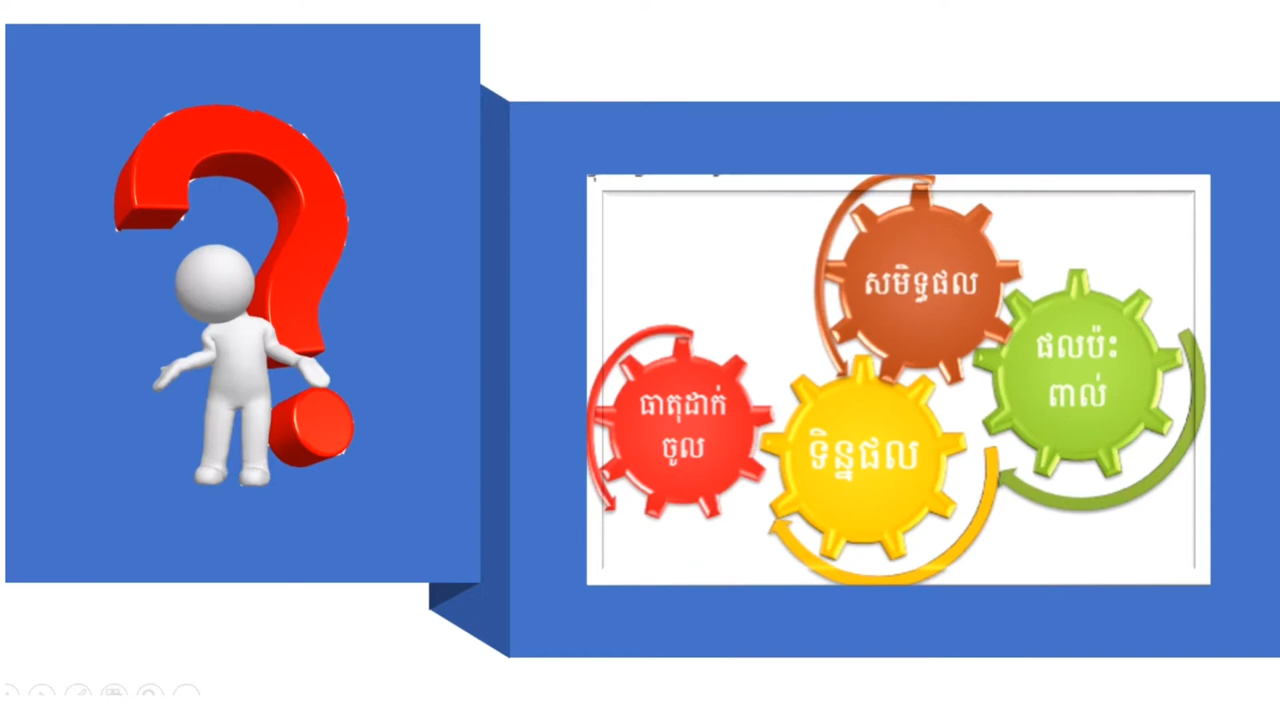 សមិទ្ធផល
ផលប៉ះ
ពាល់
ធាតុដាក់
ចូល
ទិន្នផល